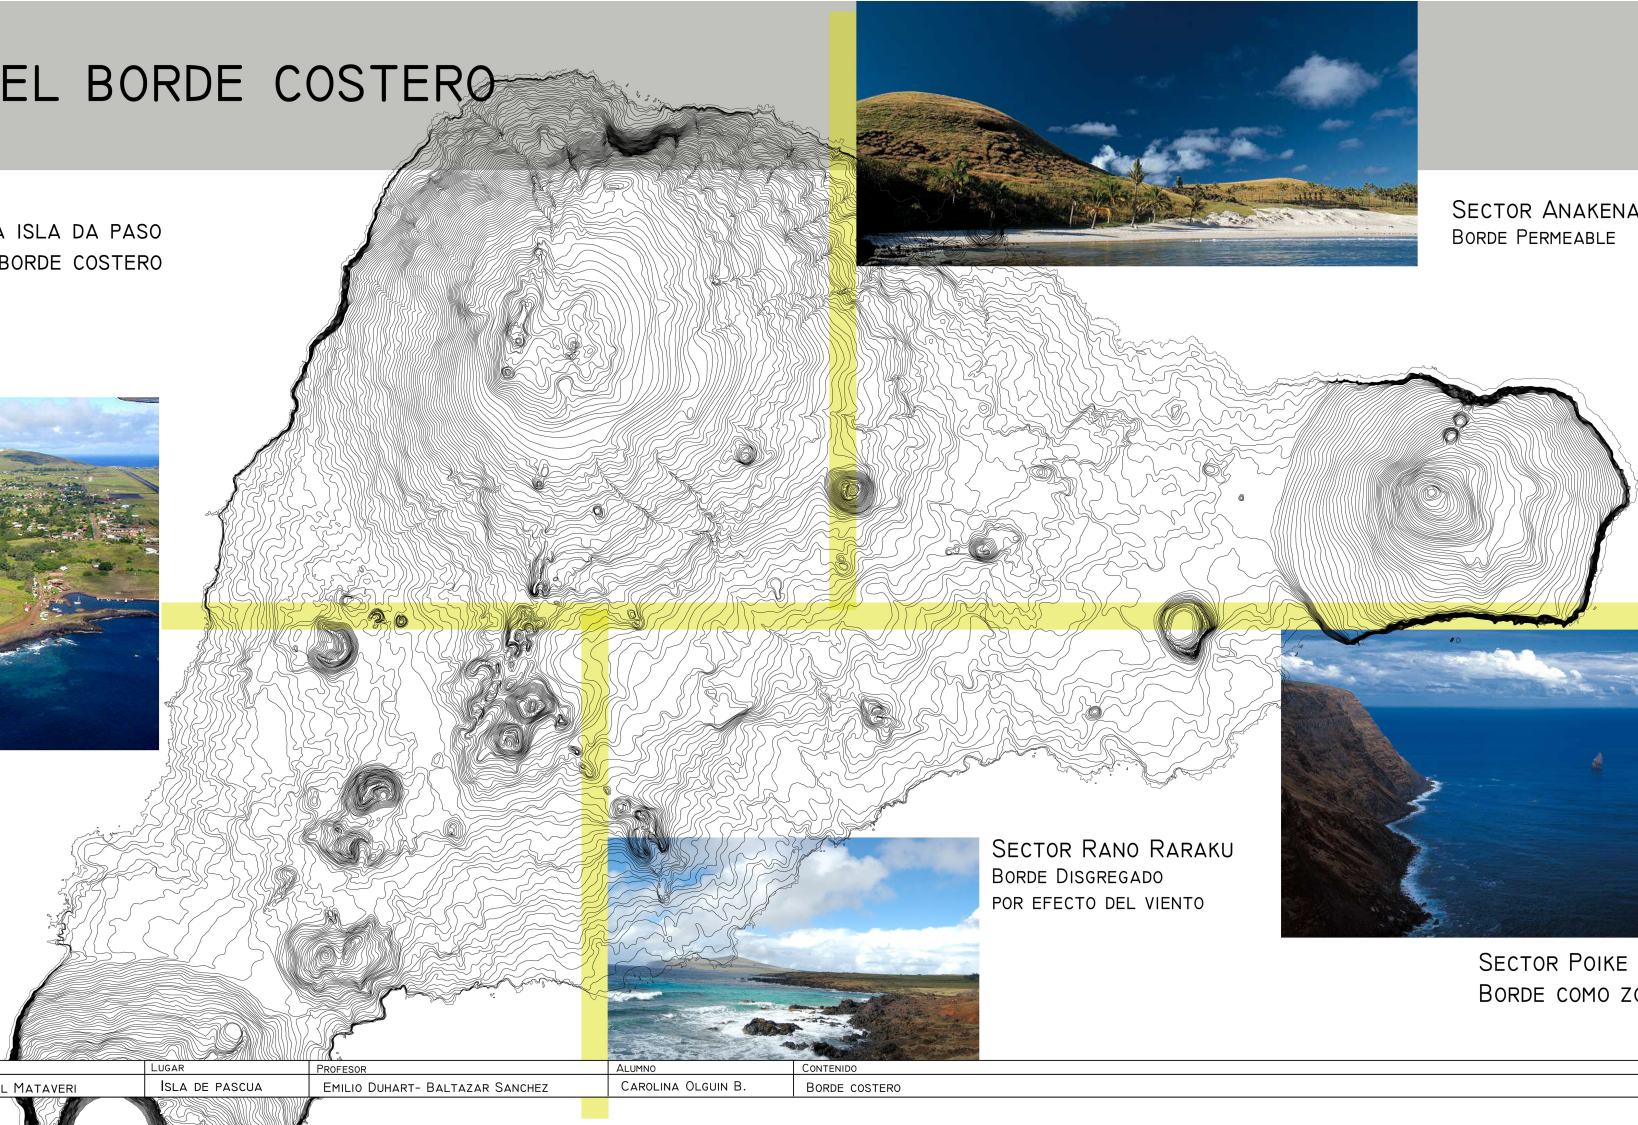 EL BORDE COSTERO
A ISLA DA PASO
BORDE COSTERO
SECTOR ANAKENA
BORDE PERMEABLE
SECTOR RANO RARAKU
BORDE DISGREGADO
POR EFECTO DEL VIENTO
SECTOR POIKE
BORDE COMO ZO
LUGAR
PROFESOR
ALUMNO
CONTENIDO
L MATAVERI
ISLA DE PASCUA
EMILIO DUHART- BALTAZAR SANCHEZ
CAROLINA OLGUIN B.
BORDE COSTERO